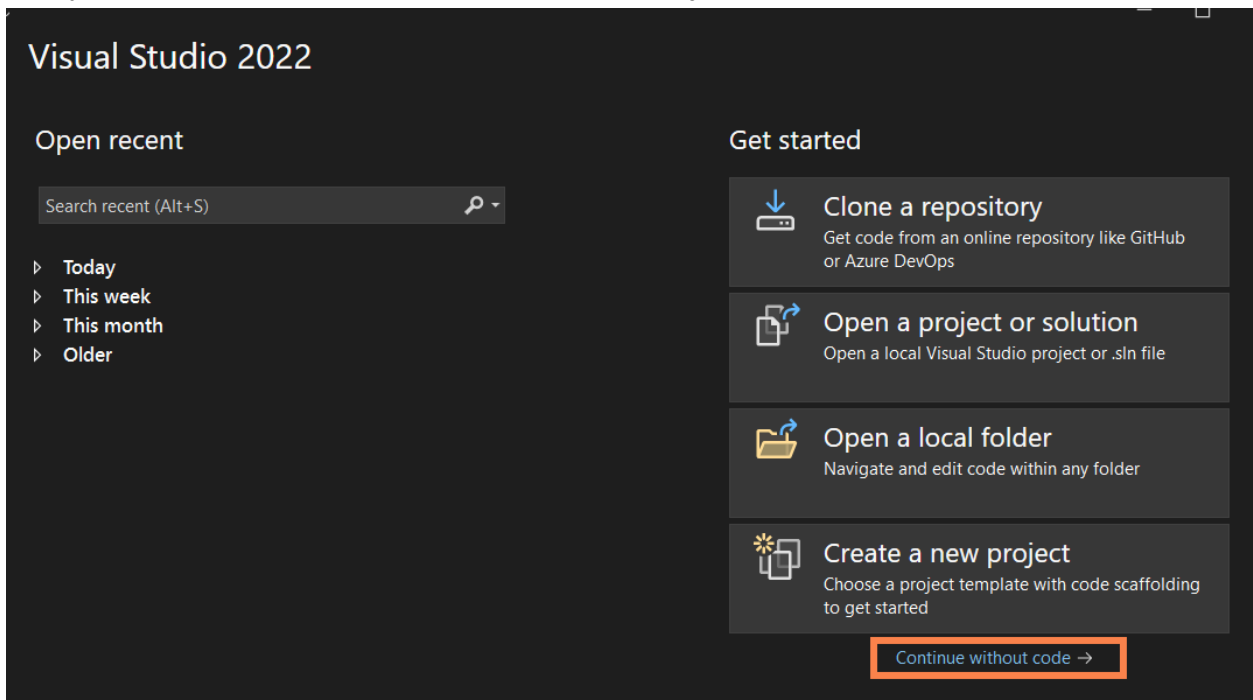 Visual Studio 2022
Open recent
Search recent (Alt+S)
Today
This week
This month
Older
Get started
Clone a repository
Get code from an online repository like GitHub
or Azure DevOps
Open a project or solution
Open a local Visual Studio project or .sln file
Open a local folder
Navigate and edit code within any folder
Create a new project
Choose a project template with code scaffolding
to get started
Continue without code →